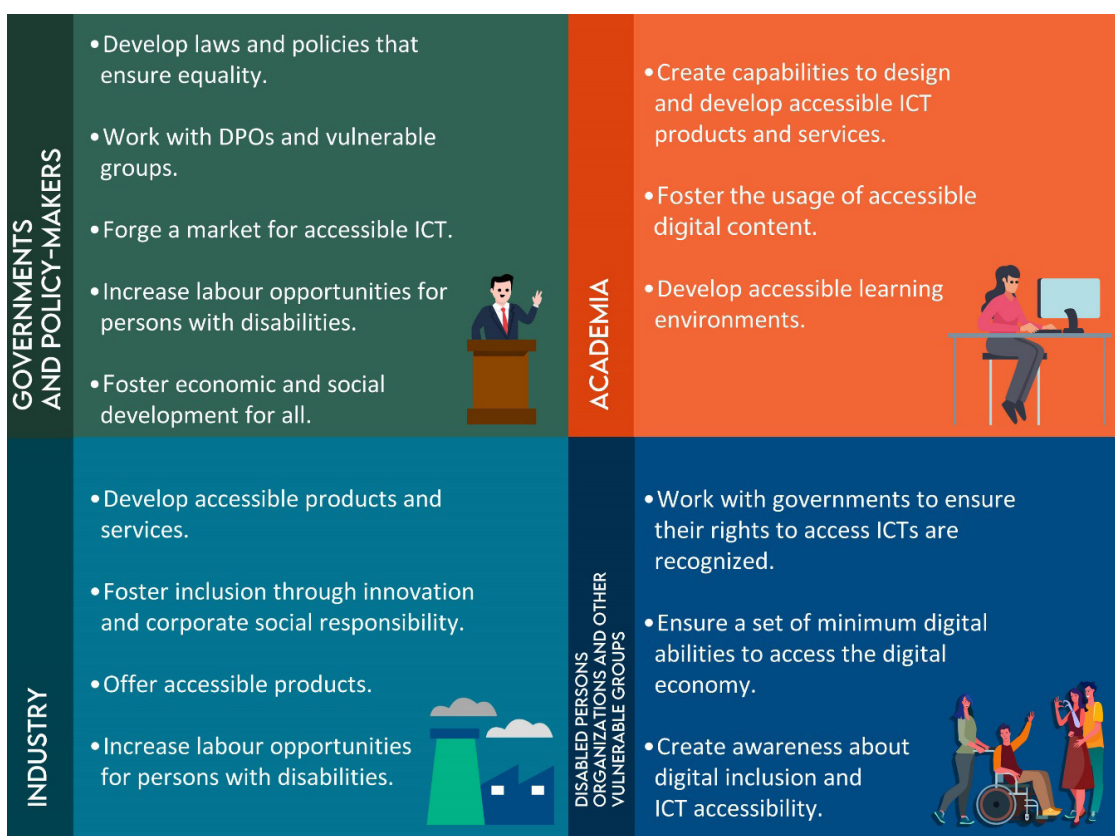 GOVERNMENTS
AND POLICY-MAKERS
•Develop laws and policies that
ensure equality.
•Work with DPOs and vulnerable
groups.
•Forge a market for accessible ICT.
•Increase labour opportunities for
persons with disabilities.
•Foster economic and social
development for all.
ACADEMIA
•Create capabilities to design
and develop accessible ICT
products and services.
•Foster the usage of accessible
digital content.
•Develop accessible learning
environments.
INDUSTRY
•Develop accessible products and
services.
•Foster inclusion through innovation
and corporate social responsibility.
•Offer accessible products.
•Increase labour opportunities
for persons with disabilities.
DISABLED PERSONS
ORGANIZATIONS AND OTHER
VULNERABLE GROUPS
•Work with governments to ensure
their rights to access ICTs are
recognized.
•Ensure a set of minimum digital
abilities to access the digital
economy.
•Create awareness about
digital inclusion and
ICT accessibility.